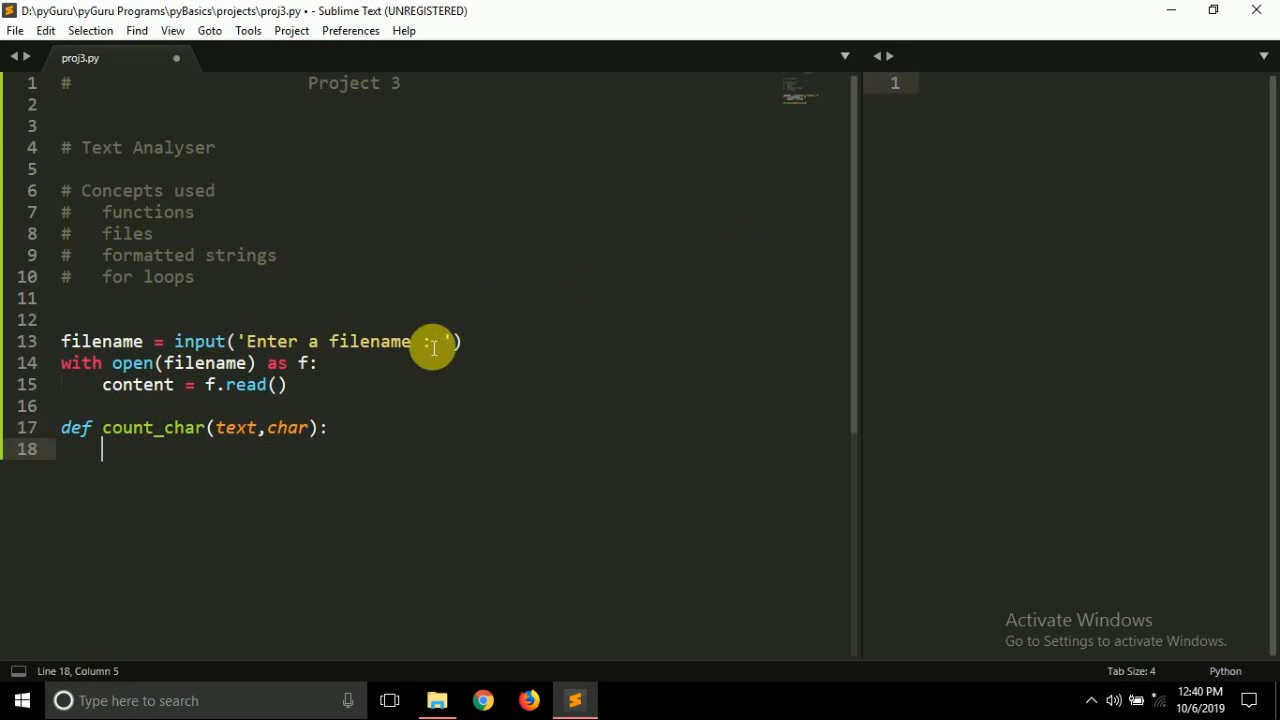 D:\pyGuru\pyGuru Programs\pyBasics\projects\proj3.py • - Sublime Text (UNREGISTERED)
File Edit Selection Find View Goto Tools Project Preferences Help
proj3.py
1 # Project 3
1
2
3
4 # Text Analyser
5
6 # Concepts used
7 # functions
8 # files
9 # formatted strings
10 # for loops
11
12
13 filename = input('Enter a filename : ')
14 with open(filename) as f:
15 content = f.read()
16
17 def count_char(text,char):
18
Activate Windows
Go to Settings to activate Windows.
Line 18, Column 5 Tab Size: 4 Python
Type here to search
12:40 PM
10/6/2019